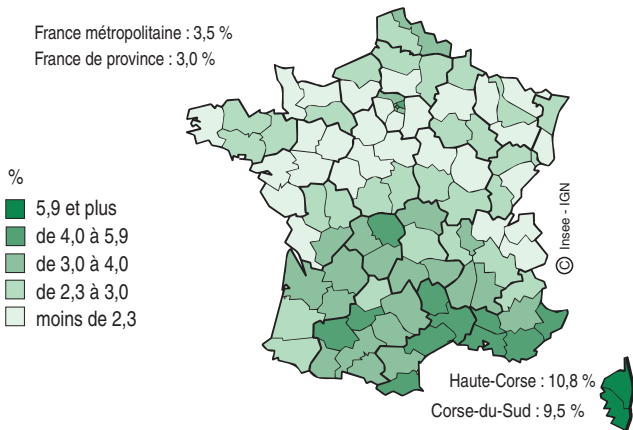 France métropolitaine : 3,5 %
France de province : 3,0 %
%
5,9 et plus
de 4,0 à 5,9
de 3,0 à 4,0
de 2,3 à 3,0
moins de 2,3
© Insee - IGN
Haute-Corse : 10,8 %
Corse-du-Sud : 9,5 %